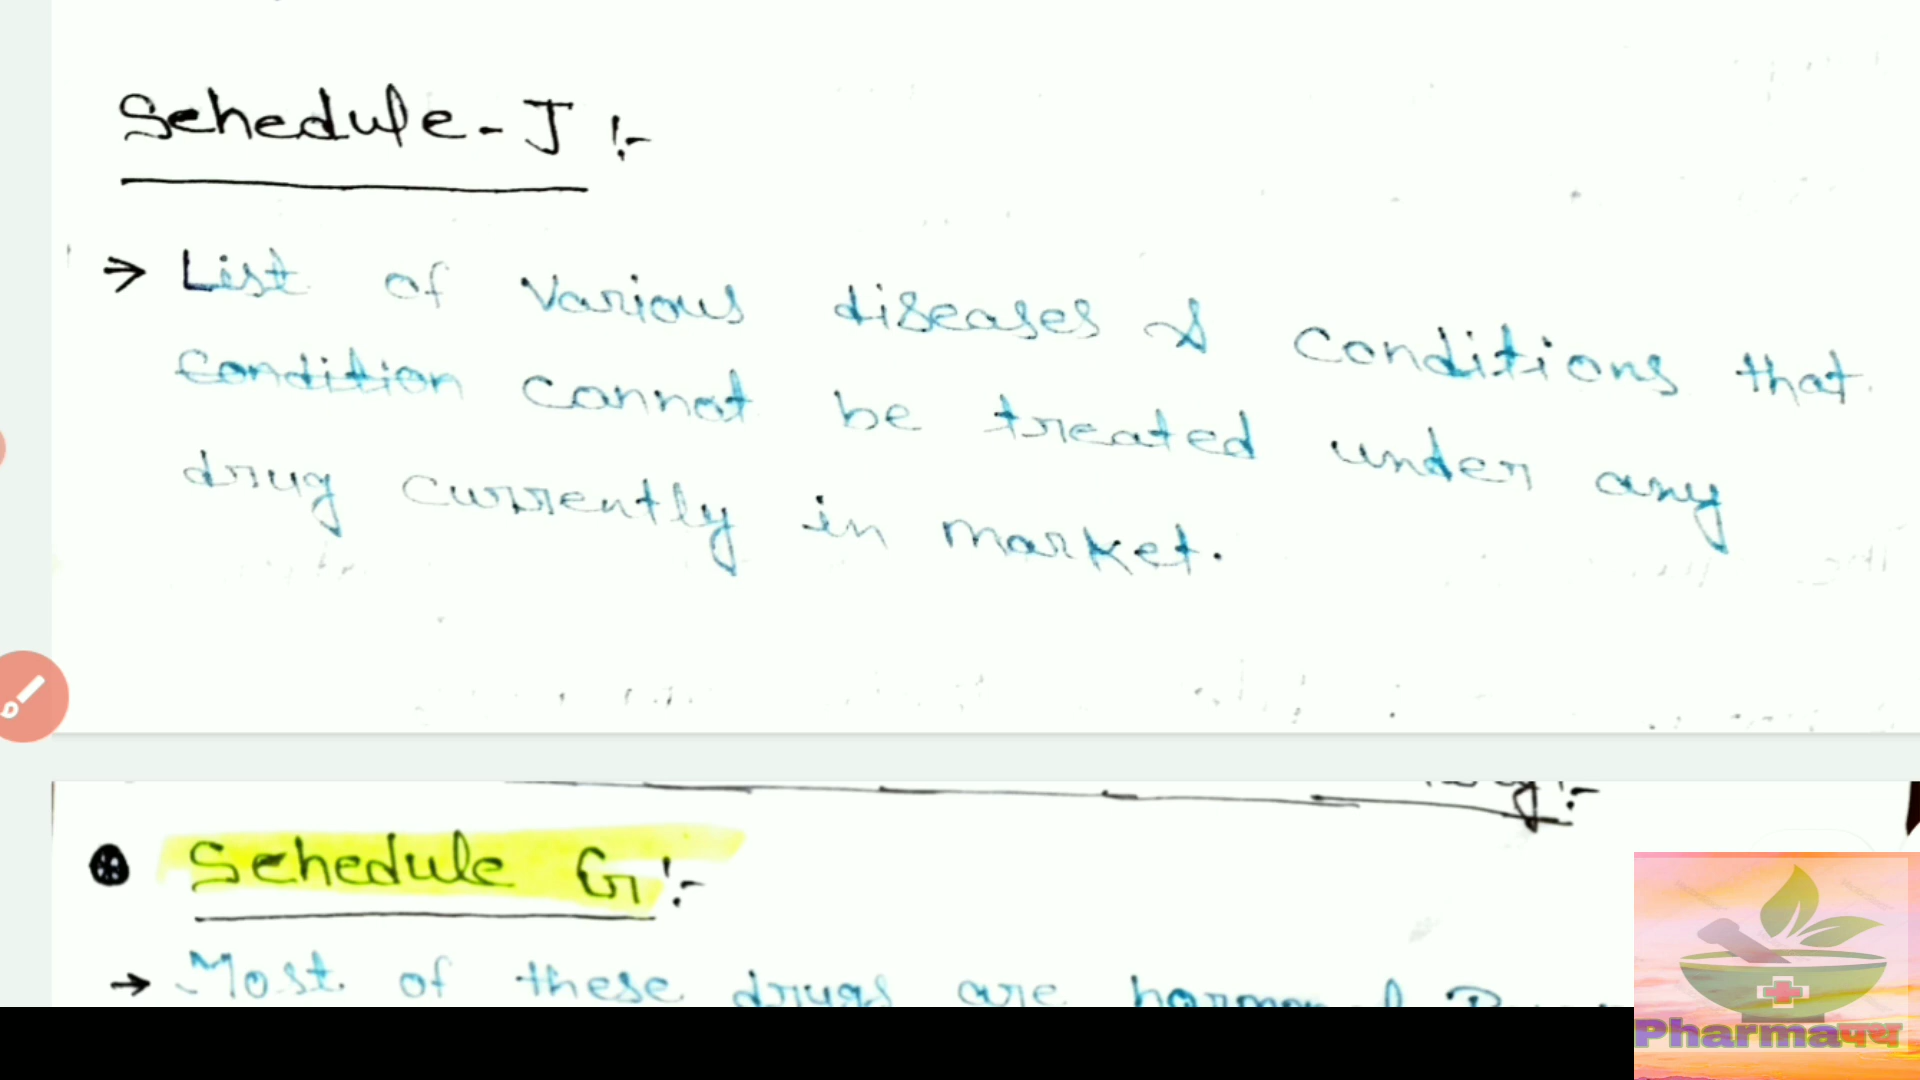 Schedule-J :-
→ List of various diseases & conditions that
condition cannot be treated under any
drug currently in market.
Schedule G :-
→ Most of these drugs are
Pharmaपथ